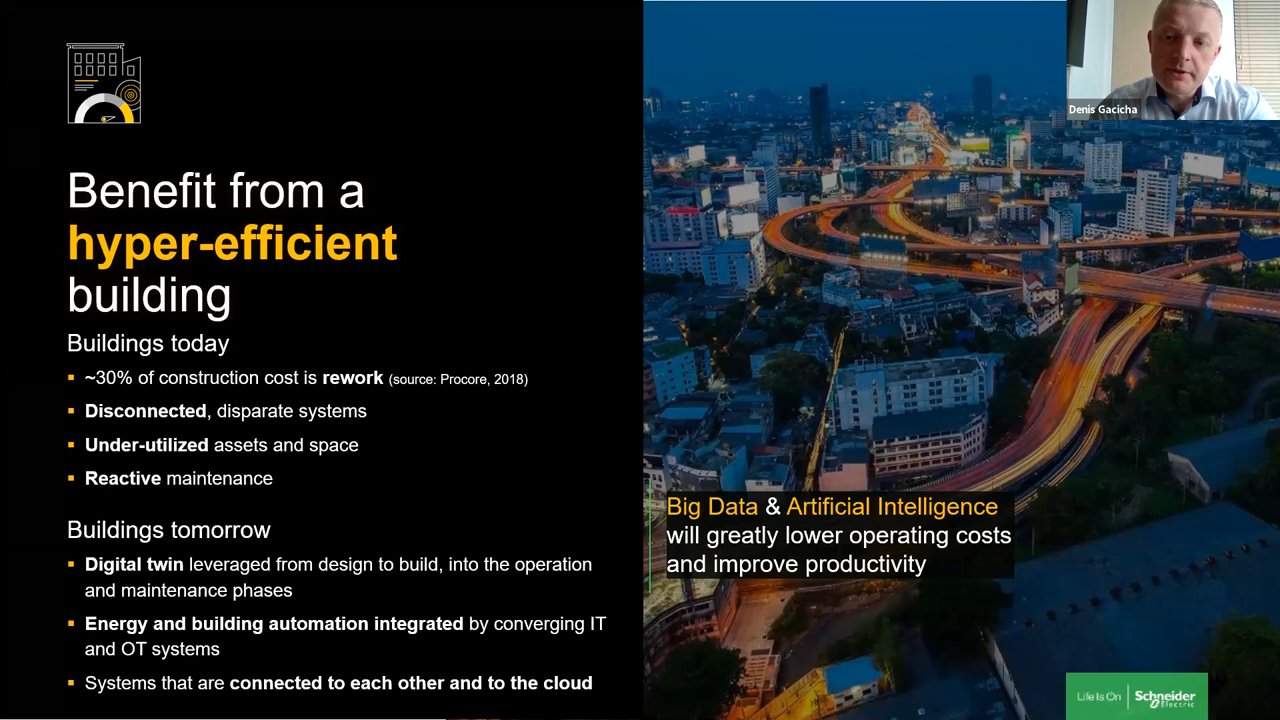 Benefit from a
hyper-efficient
building
Buildings today
~30% of construction cost is rework (source: Procore, 2018)
Disconnected, disparate systems
Under-utilized assets and space
Reactive maintenance
Buildings tomorrow
Digital twin leveraged from design to build, into the operation
and maintenance phases
Energy and building automation integrated by converging IT
and OT systems
Systems that are connected to each other and to the cloud
Denis Gacicha
Big Data & Artificial Intelligence
will greatly lower operating costs
and improve productivity
Life Is On
Schneider
Electric